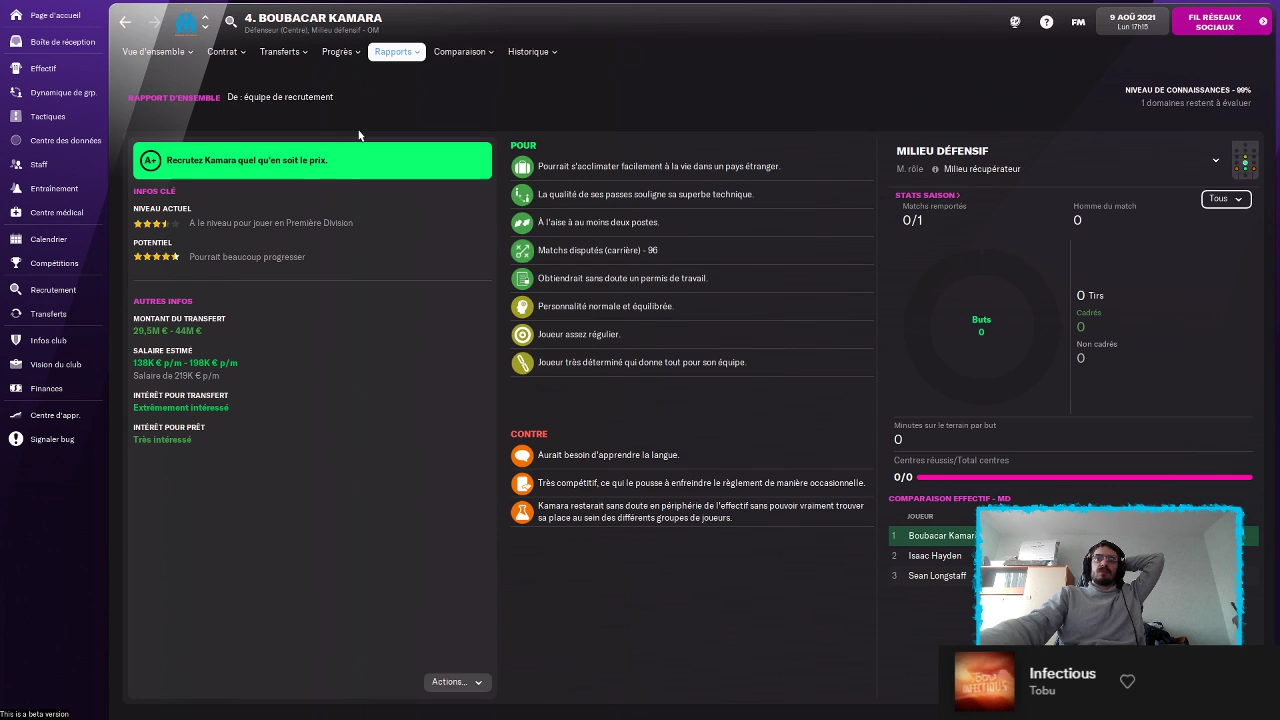 Page d'accueil
Boîte de réception
Effectif
Dynamique de grp.
Tactiques
Centre des données
Staff
Entraînement
Centre médical
Calendrier
Compétitions
Recrutement
Transferts
Infos club
Vision du club
Finances
Centre d'appr.
Signaler bug
This is a beta version
4. BOUBACAR KAMARA
Défenseur (Centre), Milieu défensif - OM
FM
9 AOÛ 2021
Lun 17h15
FIL RÉSEAUX
SOCIAUX
Vue d'ensemble
Contrat
Transferts
Progrès
Rapports
Comparaison
Historique
RAPPORT D'ENSEMBLE
De : équipe de recrutement
NIVEAU DE CONNAISSANCES - 99%
1 domaines restent à évaluer
A+
Recrutez Kamara quel qu'en soit le prix.
INFOS CLÉ
NIVEAU ACTUEL
A le niveau pour jouer en Première Division
POTENTIEL
Pourrait beaucoup progresser
AUTRES INFOS
MONTANT DU TRANSFERT
29,5M € - 44M €
SALAIRE ESTIMÉ
138K € p/m - 198K € p/m
Salaire de 219K € p/m
INTÉRÊT POUR TRANSFERT
Extrêmement intéressé
INTÉRÊT POUR PRÊT
Très intéressé
Actions...
POUR
Pourrait s'acclimater facilement à la vie dans un pays étranger.
La qualité de ses passes souligne sa superbe technique.
À l'aise à au moins deux postes.
Matchs disputés (carrière) - 96
Obtiendrait sans doute un permis de travail.
Personnalité normale et équilibrée.
Joueur assez régulier.
Joueur très déterminé qui donne tout pour son équipe.
CONTRE
Aurait besoin d'apprendre la langue.
Très compétitif, ce qui le pousse à enfreindre le règlement de manière occasionnelle.
Kamara resterait sans doute en périphérie de l'effectif sans pouvoir vraiment trouver
sa place au sein des différents groupes de joueurs.
MILIEU DÉFENSIF
M. rôle
Milieu récupérateur
STATS SAISON >
Tous
Matchs remportés
0/1
Homme du match
0
Buts
0
0 Tirs
Cadrés
0
Non cadrés
0
Minutes sur le terrain par but
0
Centres réussis/Total centres
0/0
COMPARAISON EFFECTIF - MD
JOUEUR
1 Boubacar Kamara
2 Isaac Hayden
3 Sean Longstaff
Infectious
Tobu